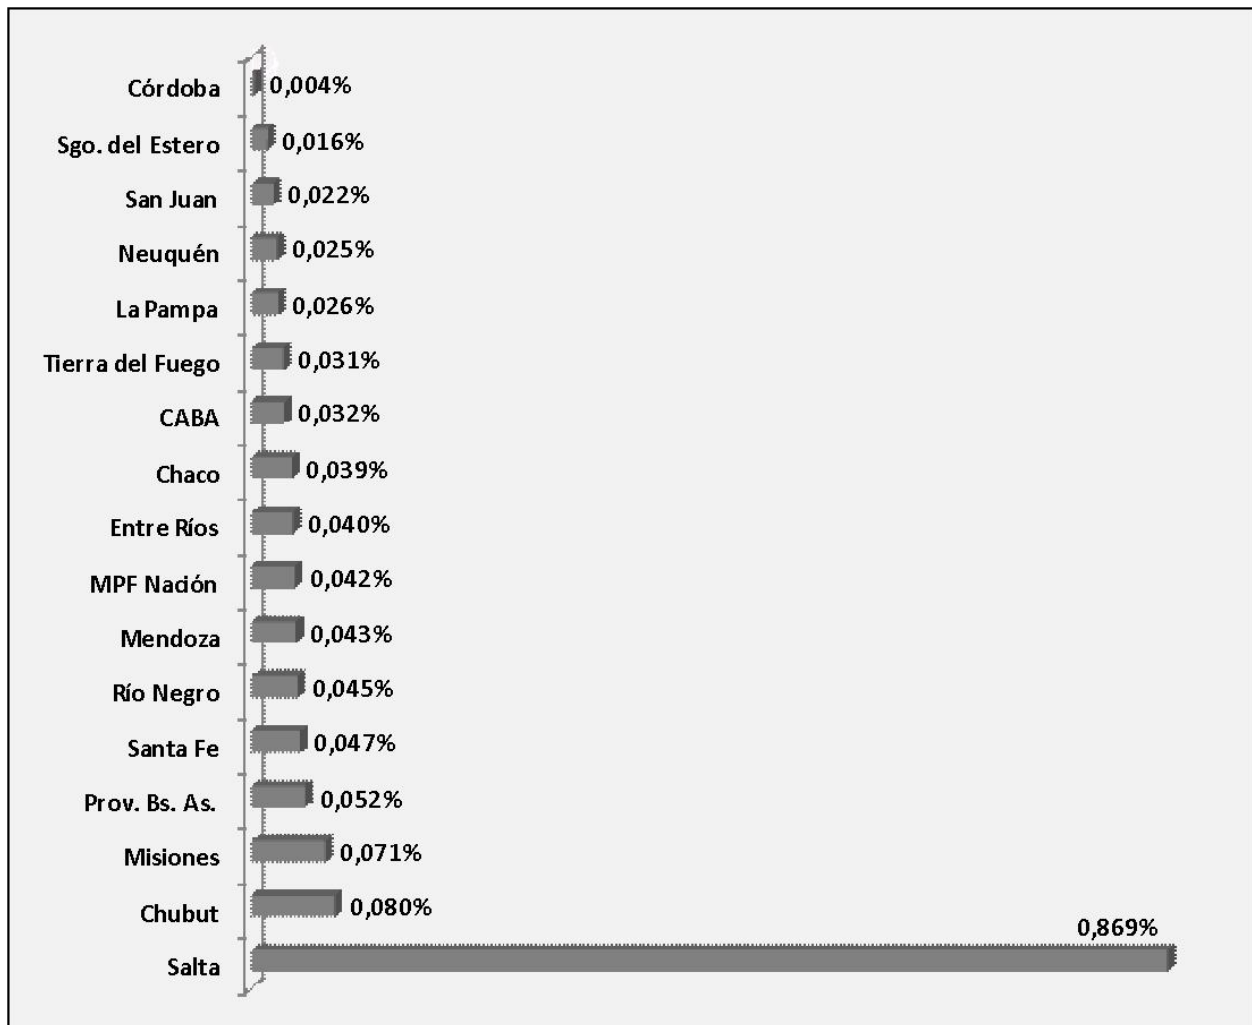 Córdoba 0,004%
Sgo. del Estero 0,016%
San Juan 0,022%
Neuquén 0,025%
La Pampa 0,026%
Tierra del Fuego 0,031%
CABA 0,032%
Chaco 0,039%
Entre Ríos 0,040%
MPF Nación 0,042%
Mendoza 0,043%
Río Negro 0,045%
Santa Fe 0,047%
Prov. Bs. As. 0,052%
Misiones 0,071%
Chubut 0,080%
Salta 0,869%